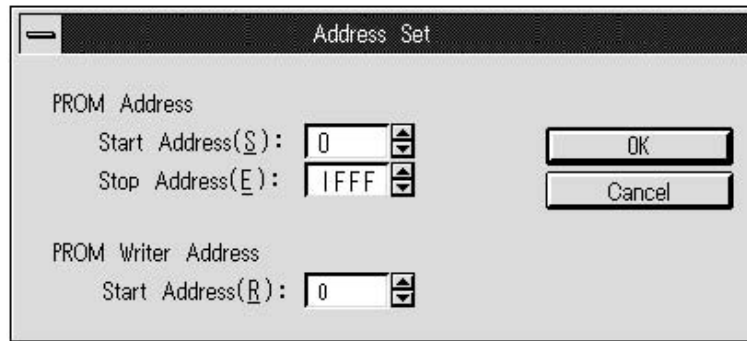 Address Set
PROM Address
Start Address(S): 0
Stop Address(E): 1FFF
OK
Cancel
PROM Writer Address
Start Address(R): 0